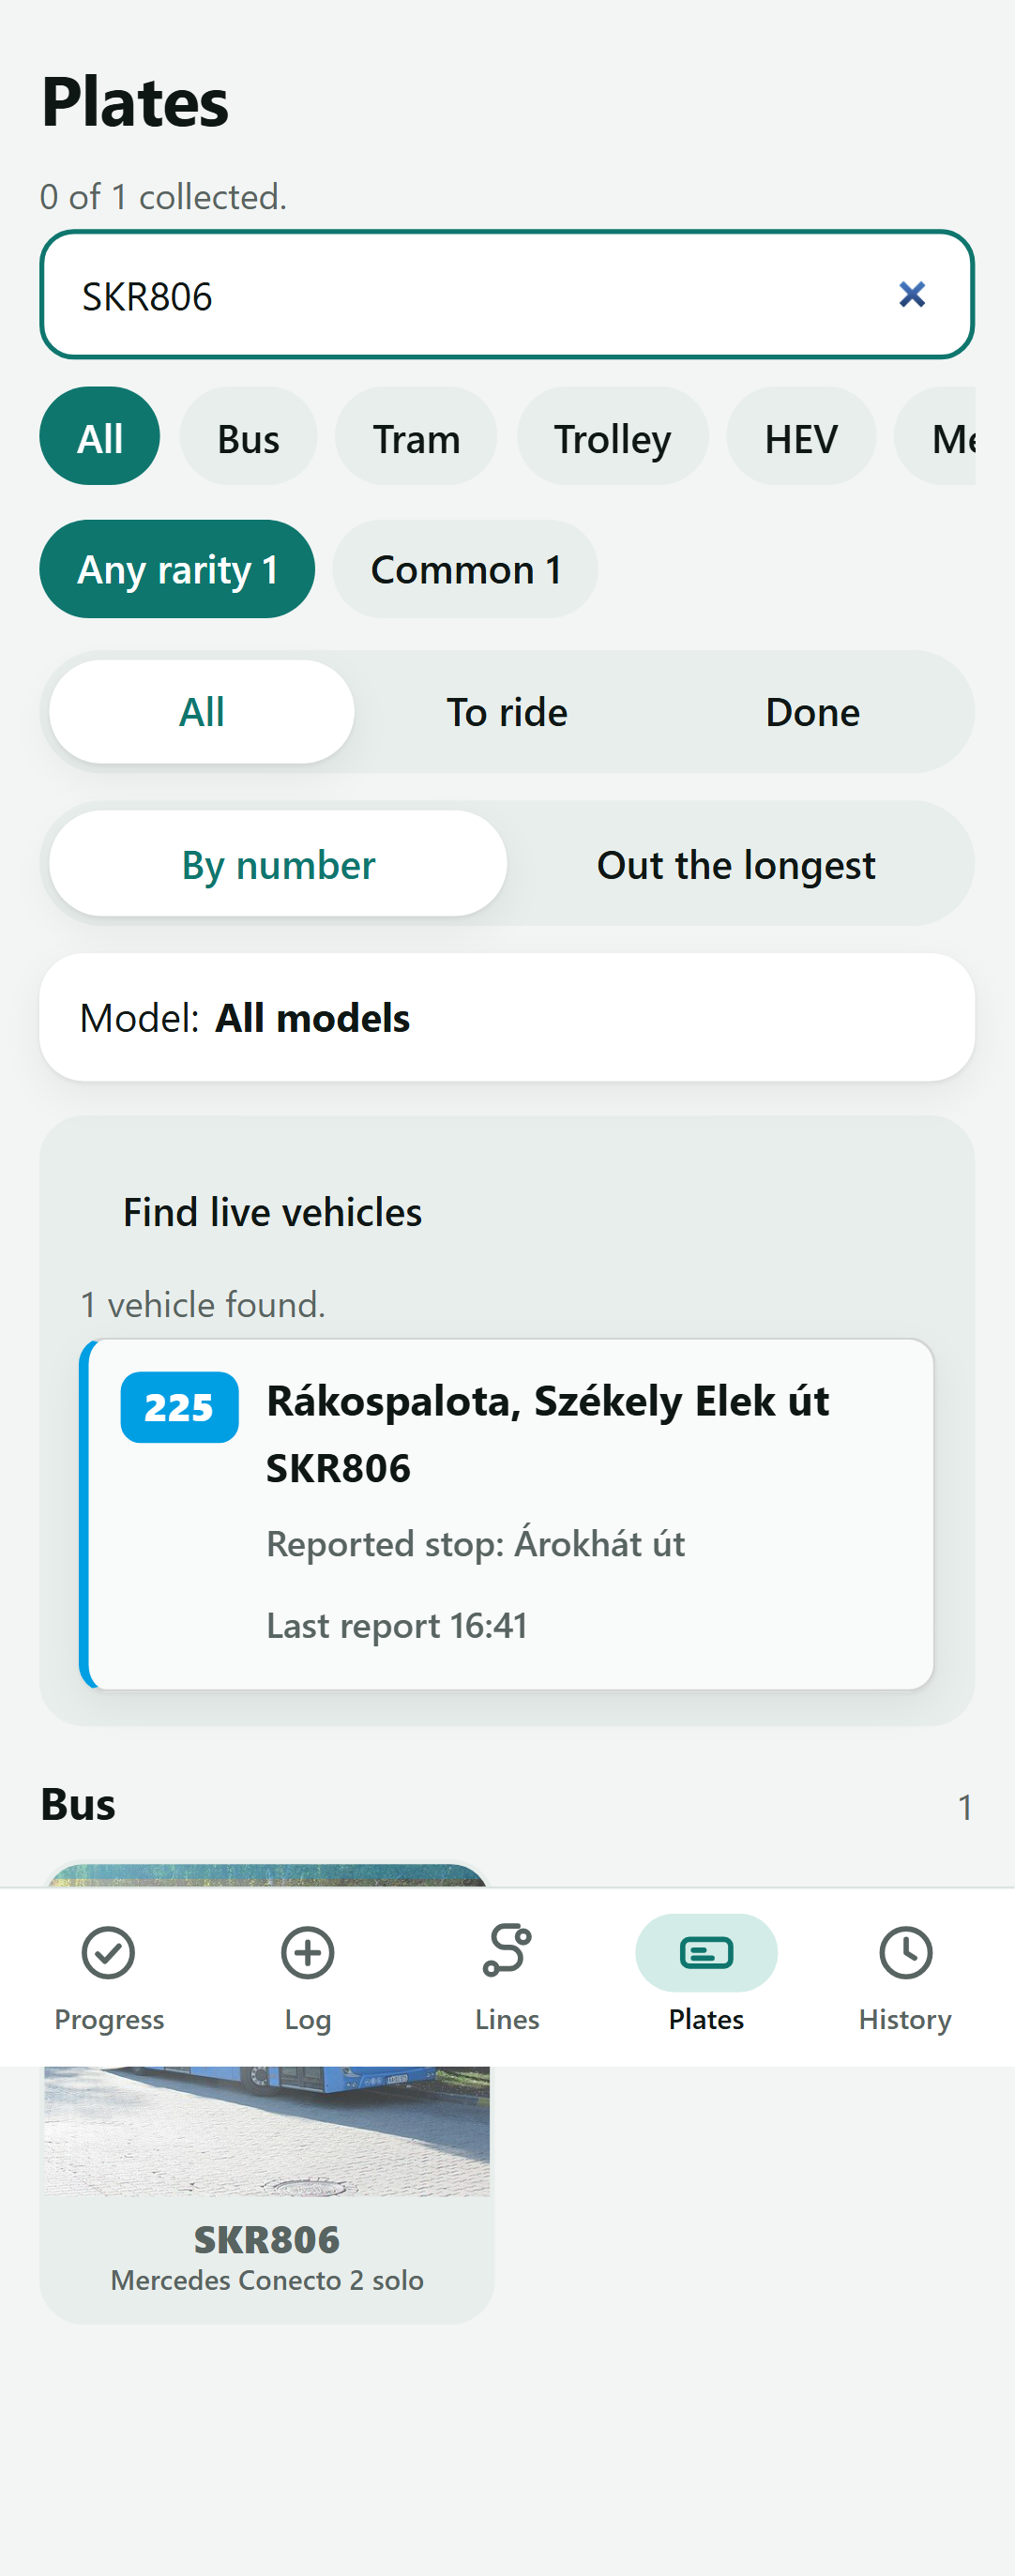 Plates
0 of 1 collected.
SKR806
All
Bus
Tram
Trolley
HEV
Me
Any rarity 1
Common 1
All
To ride
Done
By number
Out the longest
Model: All models
Find live vehicles
1 vehicle found.
225
Rákospalota, Székely Elek út
SKR806
Reported stop: Árokhát út
Last report 16:41
Bus
1
Progress
Log
Lines
Plates
History
SKR806
Mercedes Conecto 2 solo